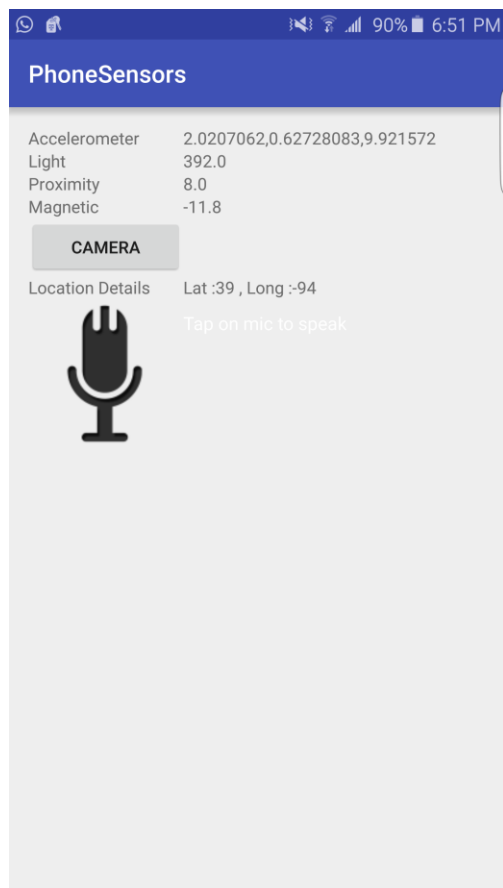 90% 6:51 PM
PhoneSensors
Accelerometer 2.0207062,0.62728083,9.921572
Light 392.0
Proximity 8.0
Magnetic -11.8
CAMERA
Location Details Lat :39 , Long :-94
Tap on mic to speak